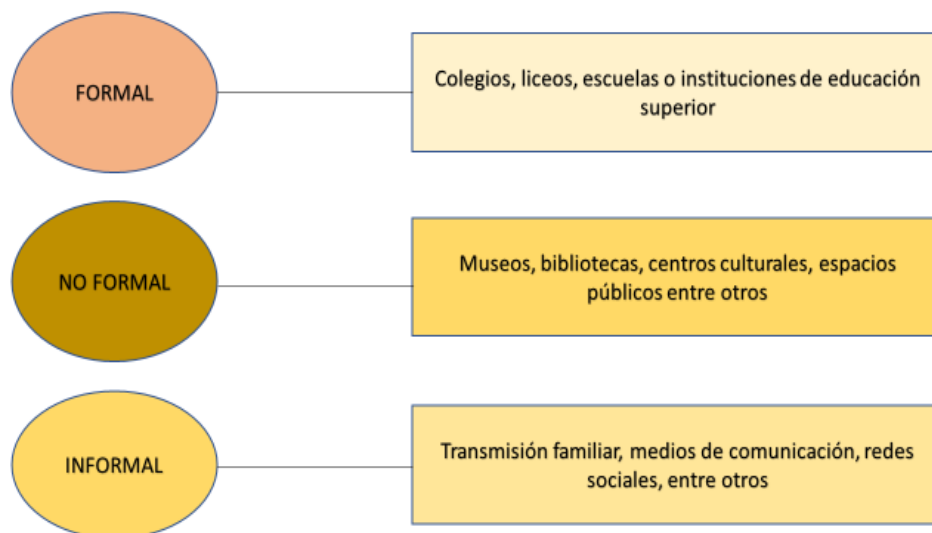 FORMAL
Colegios, liceos, escuelas o instituciones de educación
superior
NO FORMAL
Museos, bibliotecas, centros culturales, espacios
públicos entre otros
INFORMAL
Transmisión familiar, medios de comunicación, redes
sociales, entre otros